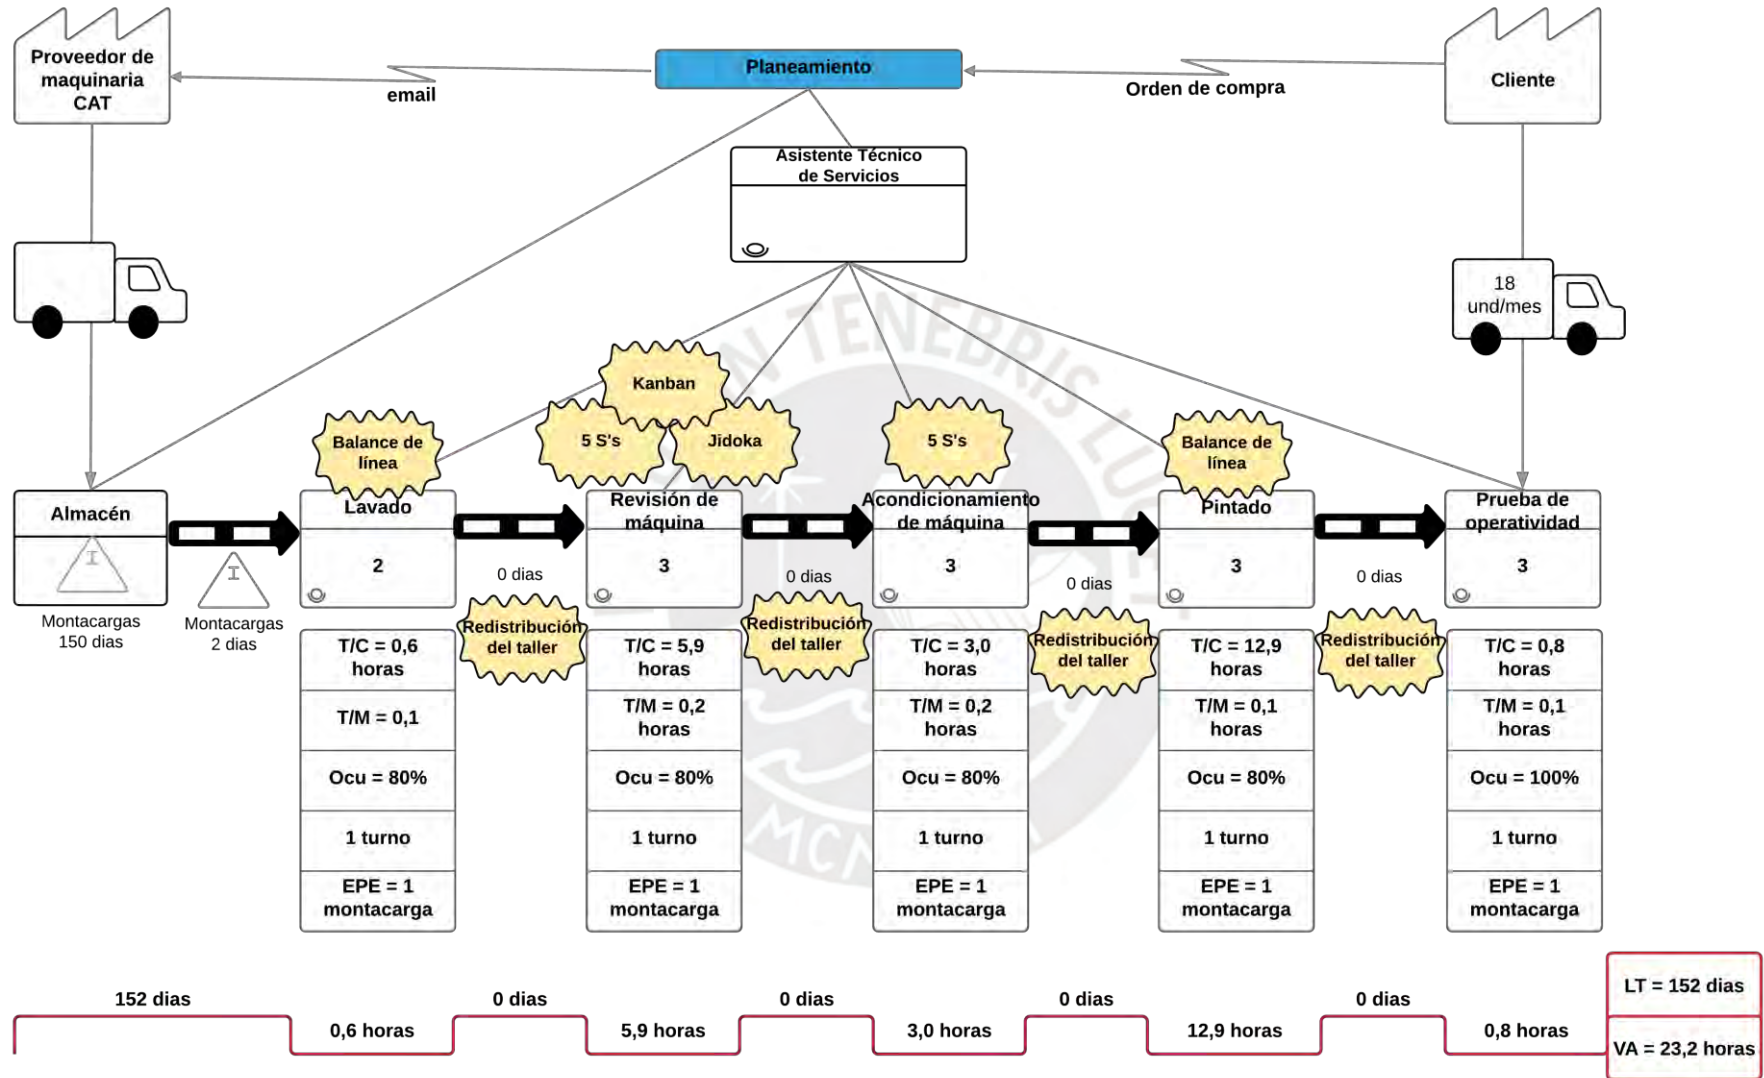 Proveedor de
maquinaria
CAT
email
Planeamiento
Orden de compra
Cliente
Asistente Técnico
de Servicios
18
und/mes
IN TENEBRIS LUCET
Kanban
Balance de
línea
5 S's
Jidoka
5 S's
Balance de
línea
Almacén
I
Montacargas
150 dias
I
Montacargas
2 dias
Lavado
2
0 dias
Revisión de
máquina
3
0 dias
Acondicionamiento
de máquina
3
0 dias
Pintado
3
0 dias
Prueba de
operatividad
3
Redistribución
del taller
Redistribución
del taller
Redistribución
del taller
Redistribución
del taller
T/C = 0,6
horas
T/M = 0,1
Ocu = 80%
1 turno
EPE = 1
montacarga
T/C = 5,9
horas
T/M = 0,2
horas
Ocu = 80%
1 turno
EPE = 1
montacarga
T/C = 3,0
horas
T/M = 0,2
horas
Ocu = 80%
1 turno
EPE = 1
montacarga
T/C = 12,9
horas
T/M = 0,1
horas
Ocu = 80%
1 turno
EPE = 1
montacarga
T/C = 0,8
horas
T/M = 0,1
horas
Ocu = 100%
1 turno
EPE = 1
montacarga
152 dias
0,6 horas
0 dias
5,9 horas
0 dias
3,0 horas
0 dias
12,9 horas
0 dias
0,8 horas
LT = 152 dias
VA = 23,2 horas